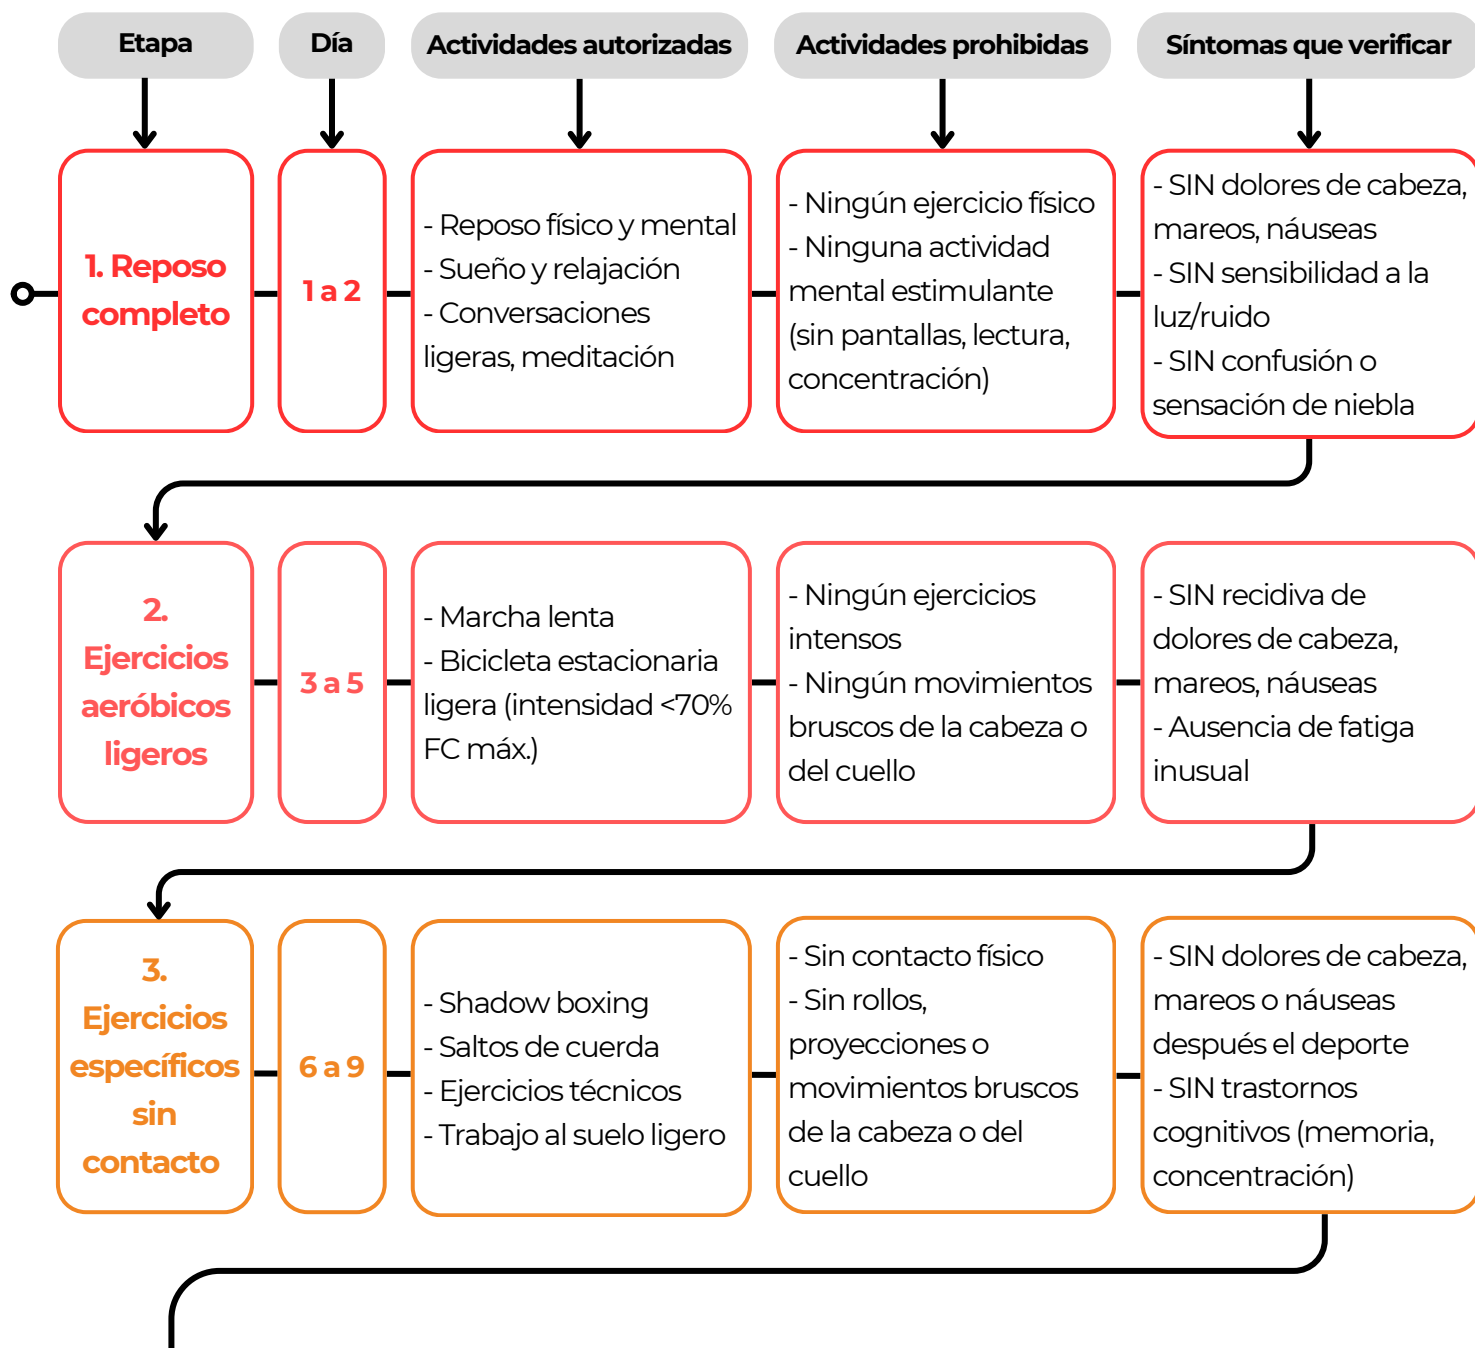 Etapa
Día
Actividades autorizadas
Actividades prohibidas
Síntomas que verificar
1. Reposo
completo
1 a 2
- Reposo físico y mental
- Sueño y relajación
- Conversaciones
ligeras, meditación
- Ningún ejercicio físico
- Ninguna actividad
mental estimulante
(sin pantallas, lectura,
concentración)
- SIN dolores de cabeza,
mareos, náuseas
- SIN sensibilidad a la
luz/ruido
- SIN confusión o
sensación de niebla
2.
Ejercicios
aeróbicos
ligeros
3 a 5
- Marcha lenta
- Bicicleta estacionaria
ligera (intensidad <70%
FC máx.)
- Ningún ejercicios
intensos
- Ningún movimientos
bruscos de la cabeza o
del cuello
- SIN recidiva de
dolores de cabeza,
mareos, náuseas
- Ausencia de fatiga
inusual
3.
Ejercicios
específicos
sin
contacto
6 a 9
- Shadow boxing
- Saltos de cuerda
- Ejercicios técnicos
- Trabajo al suelo ligero
- Sin contacto físico
- Sin rollos,
proyecciones o
movimientos bruscos
de la cabeza o del
cuello
- SIN dolores de cabeza,
mareos o náuseas
después el deporte
- SIN trastornos
cognitivos (memoria,
concentración)